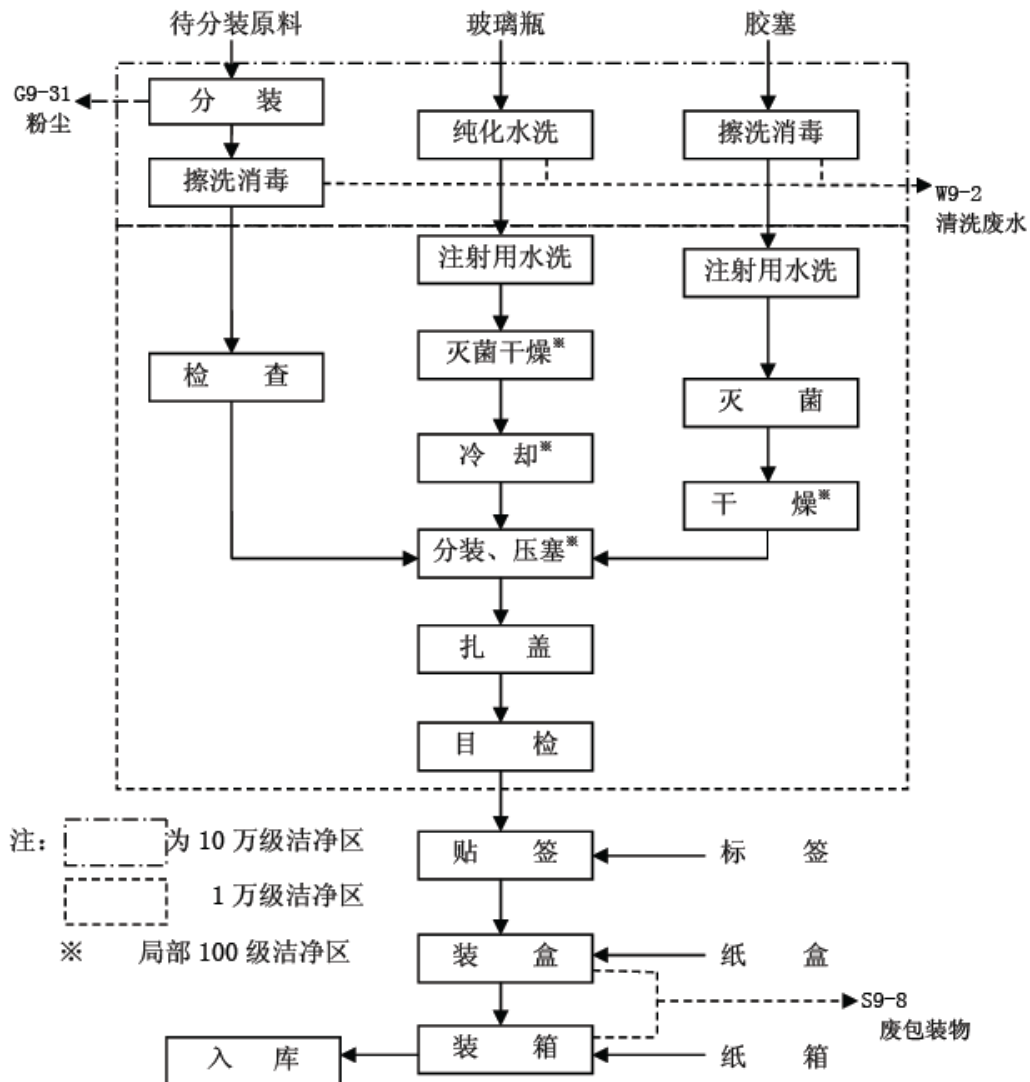 待分装原料
玻璃瓶
胶塞
G9-31
粉尘
分 装
纯化水洗
擦洗消毒
擦洗消毒
W9-2
清洗废水
注射用水洗
注射用水洗
灭菌干燥※
检 查
灭 菌
冷 却※
干 燥※
分装、压塞※
扎 盖
目 检
注：
为 10 万级洁净区
贴 签
标 签
1 万级洁净区
※ 局部 100 级洁净区
装 盒
纸 盒
S9-8
废包装物
入 库
装 箱
纸 箱